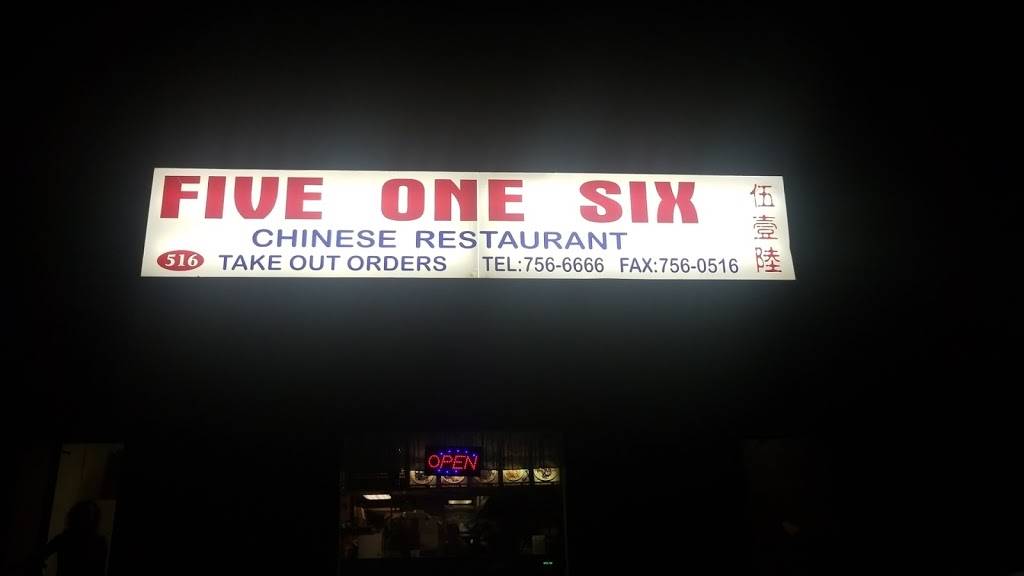 FIVE ONE SIX
CHINESE RESTAURANT
516 TAKE OUT ORDERS TEL:756-6666 FAX:756-0516
伍壹陸
OPEN